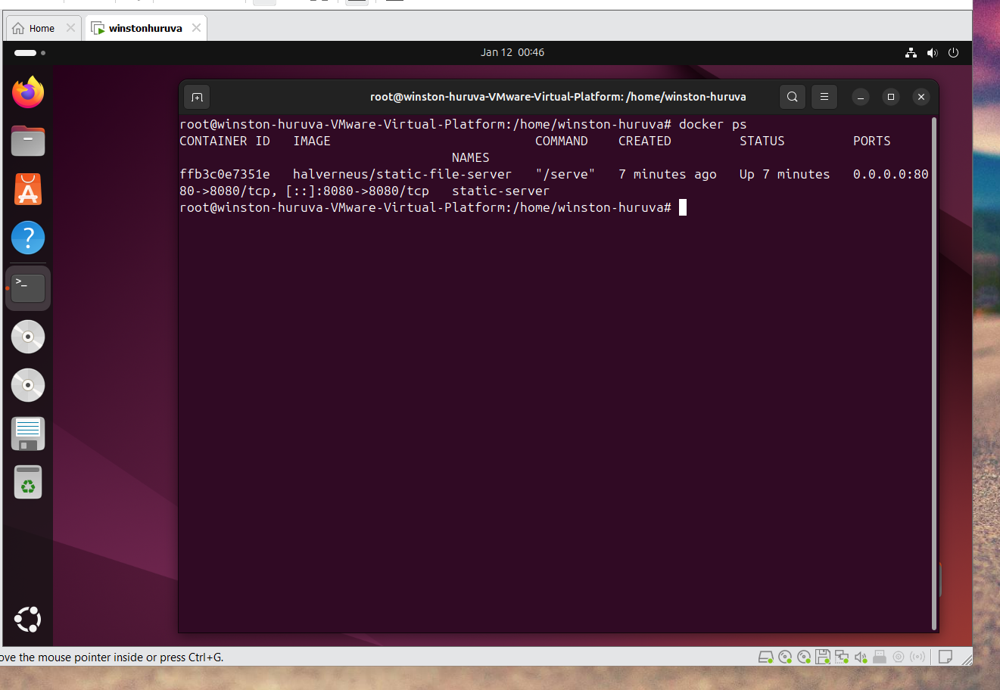 Home
winstonhuruva
Jan 12 00:46
root@winston-huruva-VMware-Virtual-Platform: /home/winston-huruva
root@winston-huruva-VMware-Virtual-Platform:/home/winston-huruva# docker ps
CONTAINER ID   IMAGE                           COMMAND    CREATED         STATUS         PORTS
NAMES
ffb3c0e7351e   halverneus/static-file-server   "/serve"   7 minutes ago   Up 7 minutes   0.0.0.0:80
80->8080/tcp, [::]:8080->8080/tcp   static-server
root@winston-huruva-VMware-Virtual-Platform:/home/winston-huruva#
ove the mouse pointer inside or press Ctrl+G.